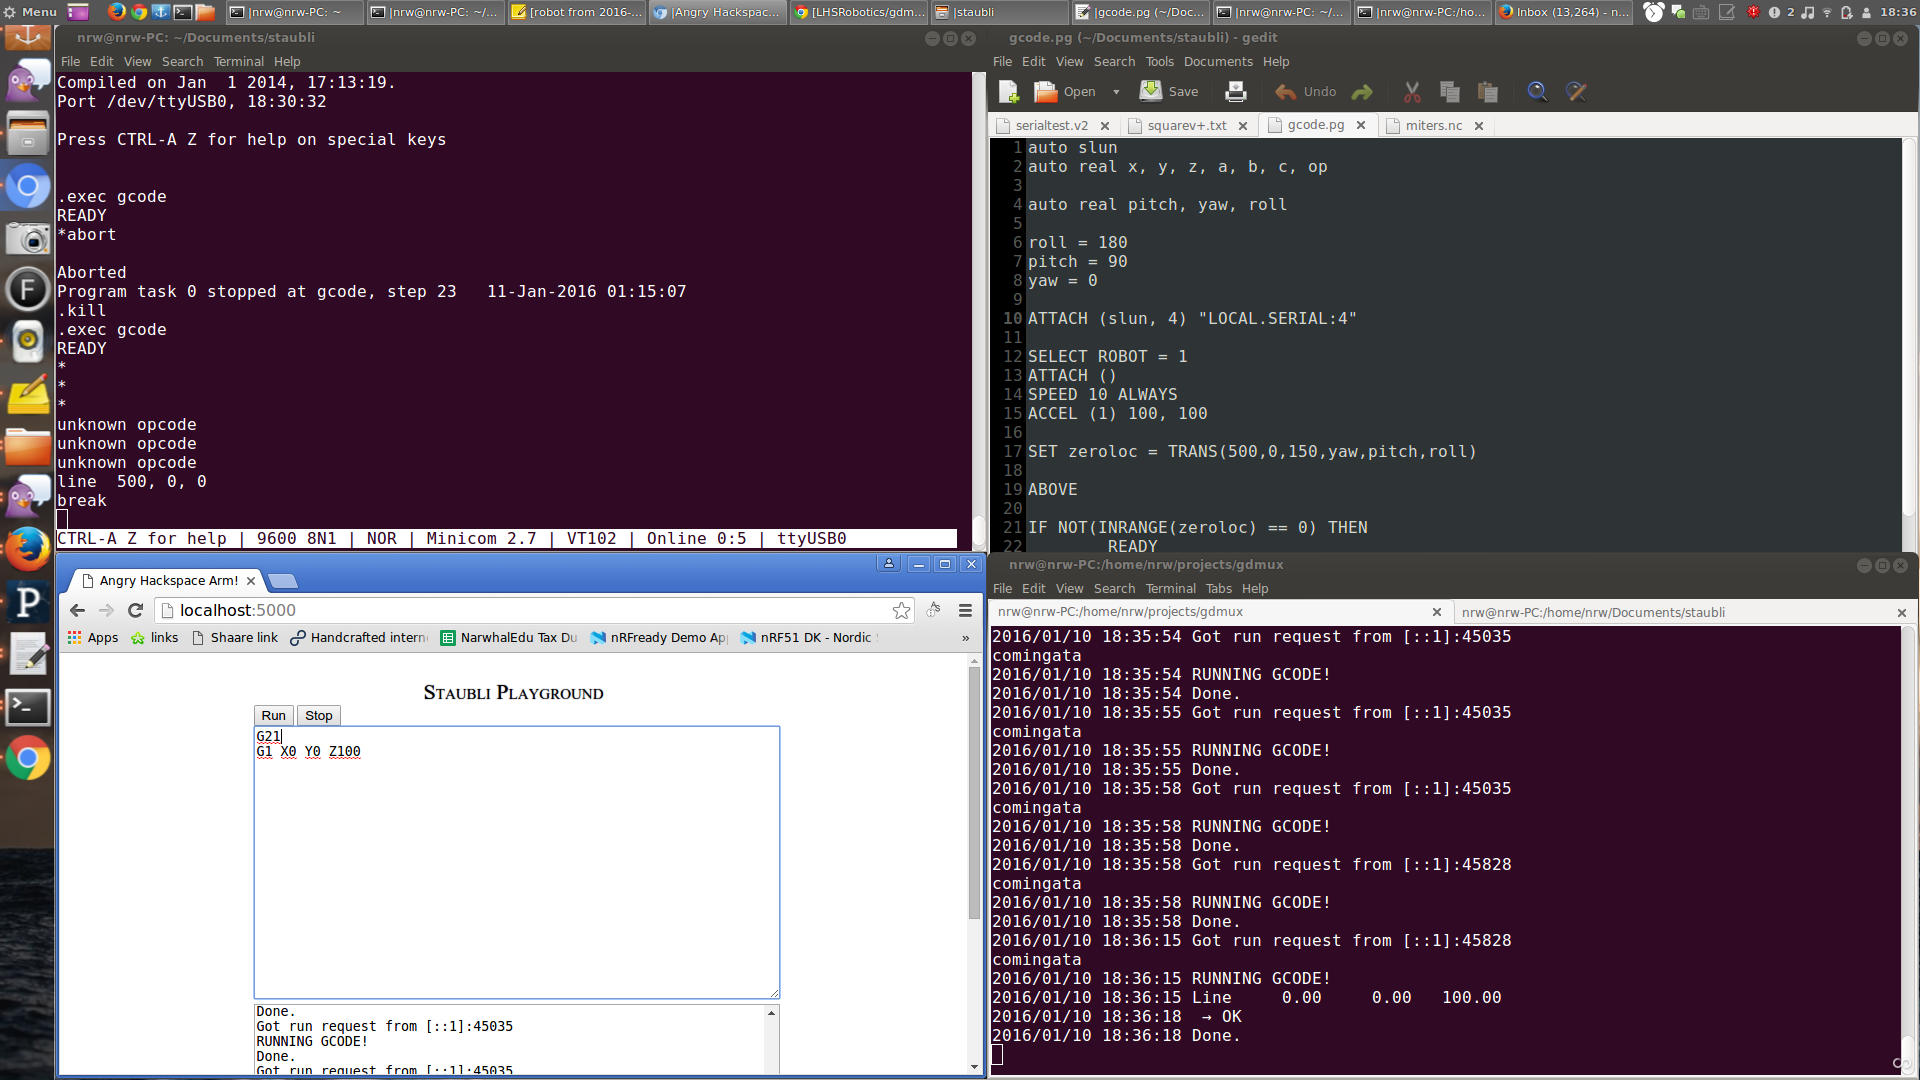 Menu
|nrw@nrw-PC: ~
|nrw@nrw-PC: ~/...
[robot from 2016-...
|Angry Hackspac...
[LHSRobotics/gdm...
|staubli
|gcode.pg (~/Doc...
|nrw@nrw-PC: ~/...
|nrw@nrw-PC:/ho...
Inbox (13,264) - n...
2
18:36
nrw@nrw-PC: ~/Documents/staubli
File Edit View Search Terminal Help
Compiled on Jan  1 2014, 17:13:19.
Port /dev/ttyUSB0, 18:30:32
Press CTRL-A Z for help on special keys
.exec gcode
READY
*abort
Aborted
Program task 0 stopped at gcode, step 23   11-Jan-2016 01:15:07
.kill
.exec gcode
READY
*
*
*
unknown opcode
unknown opcode
unknown opcode
line  500, 0, 0
break
CTRL-A Z for help | 9600 8N1 | NOR | Minicom 2.7 | VT102 | Online 0:5 | ttyUSB0
gcode.pg (~/Documents/staubli) - gedit
File Edit View Search Tools Documents Help
Open Save Undo
serialtest.v2 squarev+.txt gcode.pg miters.nc
1 auto slun
2 auto real x, y, z, a, b, c, op
3
4 auto real pitch, yaw, roll
5
6 roll = 180
7 pitch = 90
8 yaw = 0
9
10 ATTACH (slun, 4) "LOCAL.SERIAL:4"
11
12 SELECT ROBOT = 1
13 ATTACH ()
14 SPEED 10 ALWAYS
15 ACCEL (1) 100, 100
16
17 SET zeroloc = TRANS(500,0,150,yaw,pitch,roll)
18
19 ABOVE
20
21 IF NOT(INRANGE(zeroloc) == 0) THEN
22 READY
Angry Hackspace Arm!
localhost:5000
Apps links Shaare link Handcrafted intern NarwhalEdu Tax Du nRFready Demo Ap nRF51 DK - Nordic »
Staubli Playground
Run Stop
G21
G1 X0 Y0 Z100
Done.
Got run request from [::1]:45035
RUNNING GCODE!
Done.
Got run request from [::1]:45035
nrw@nrw-PC:/home/nrw/projects/gdmux
File Edit View Search Terminal Tabs Help
nrw@nrw-PC:/home/nrw/projects/gdmux nrw@nrw-PC:/home/nrw/Documents/staubli
2016/01/10 18:35:54 Got run request from [::1]:45035
comingata
2016/01/10 18:35:54 RUNNING GCODE!
2016/01/10 18:35:54 Done.
2016/01/10 18:35:55 Got run request from [::1]:45035
comingata
2016/01/10 18:35:55 RUNNING GCODE!
2016/01/10 18:35:55 Done.
2016/01/10 18:35:58 Got run request from [::1]:45035
comingata
2016/01/10 18:35:58 RUNNING GCODE!
2016/01/10 18:35:58 Done.
2016/01/10 18:35:58 Got run request from [::1]:45828
comingata
2016/01/10 18:35:58 RUNNING GCODE!
2016/01/10 18:35:58 Done.
2016/01/10 18:36:15 Got run request from [::1]:45828
comingata
2016/01/10 18:36:15 RUNNING GCODE!
2016/01/10 18:36:15 Line     0.00     0.00   100.00
2016/01/10 18:36:18  → OK
2016/01/10 18:36:18 Done.